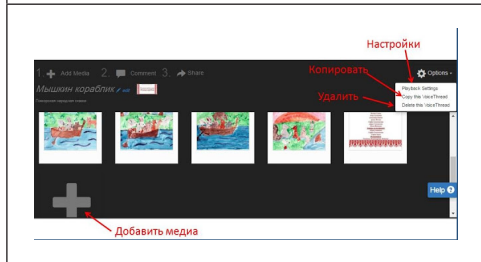 Настройки
1. Add Media 2. Comment 3. Share
Копировать
Options
Мышкин кораблик edit
Playback Settings
Copy this VoiceThread
Удалить
Delete this VoiceThread
Help ?
Добавить медиа